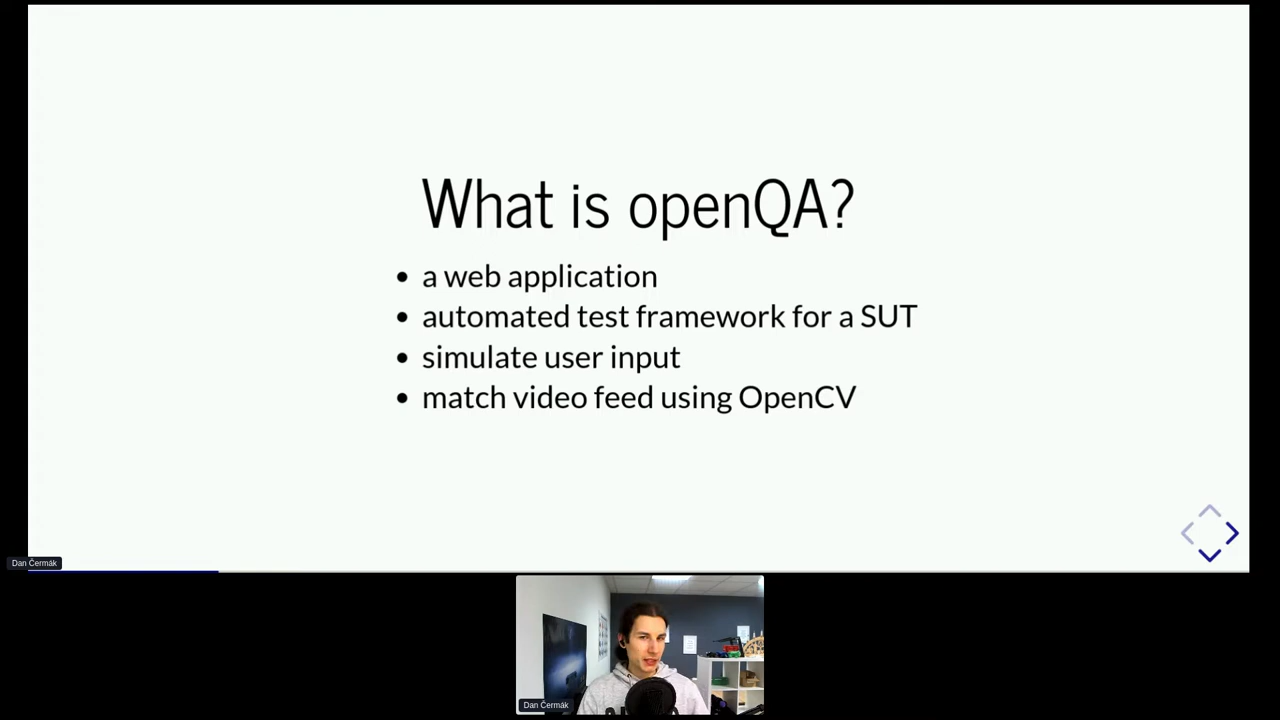 What is openQA?
a web application
automated test framework for a SUT
simulate user input
match video feed using OpenCV
Dan Čermák
Dan Čermák